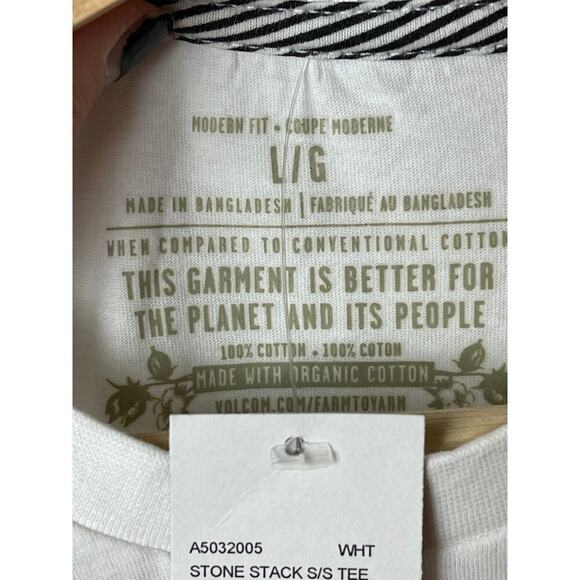 MODERN FIT • COUPE MODERNE
L/G
MADE IN BANGLADESH | FABRIQUÉ AU BANGLADESH
WHEN COMPARED TO CONVENTIONAL COTTON
THIS GARMENT IS BETTER FOR
THE PLANET AND ITS PEOPLE
100% COTTON • 100% COTON
MADE WITH ORGANIC COTTON
VOLCOM.COM/FARMTOYARN
A5032005 WHT
STONE STACK S/S TEE